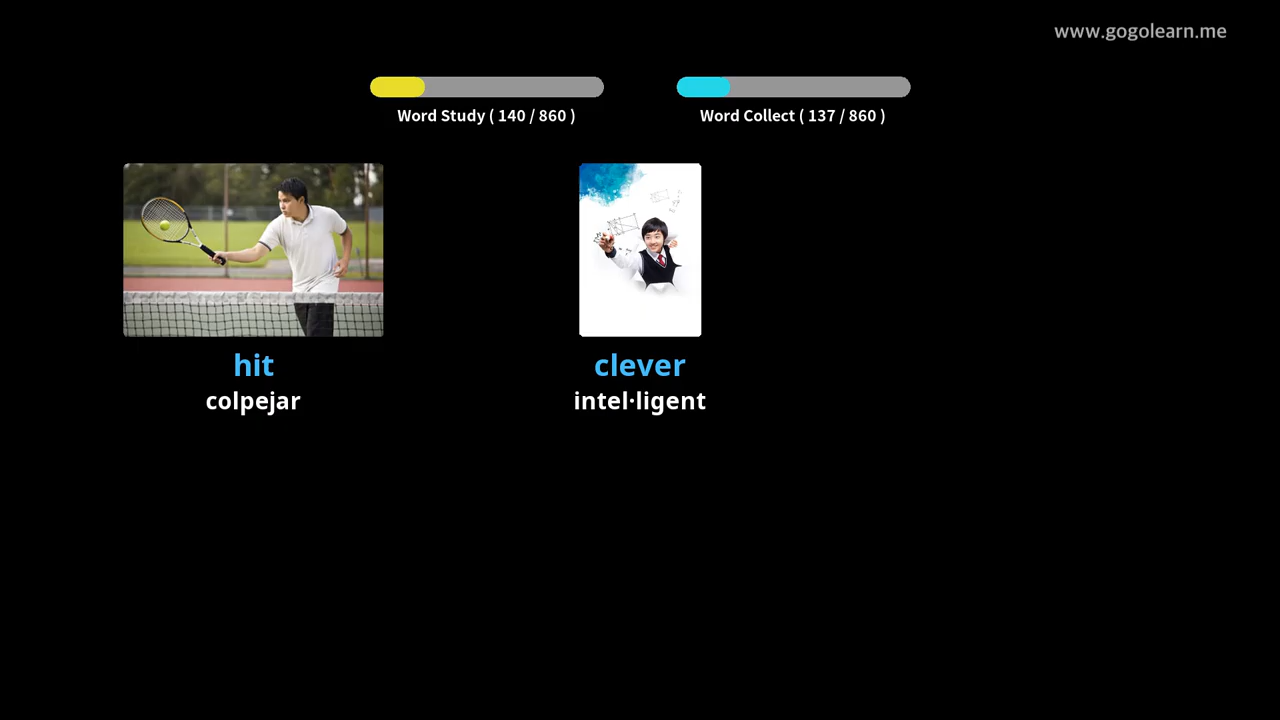 www.gogolearn.me
Word Study ( 140 / 860 )
Word Collect ( 137 / 860 )
hit
colpejar
clever
intel·ligent